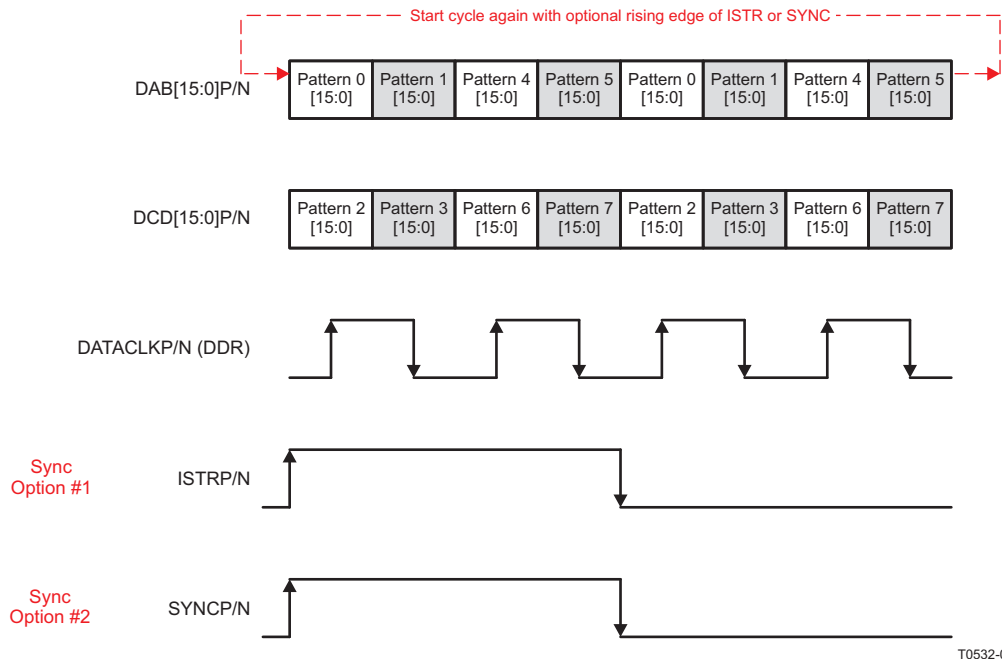 Start cycle again with optional rising edge of ISTR or SYNC
DAB[15:0]P/N
Pattern 0 Pattern 1 Pattern 4 Pattern 5 Pattern 0 Pattern 1 Pattern 4 Pattern 5
[15:0] [15:0] [15:0] [15:0] [15:0] [15:0] [15:0] [15:0]
DCD[15:0]P/N
Pattern 2 Pattern 3 Pattern 6 Pattern 7 Pattern 2 Pattern 3 Pattern 6 Pattern 7
[15:0] [15:0] [15:0] [15:0] [15:0] [15:0] [15:0] [15:0]
DATACLKP/N (DDR)
Sync
Option #1
ISTRP/N
Sync
Option #2
SYNCP/N